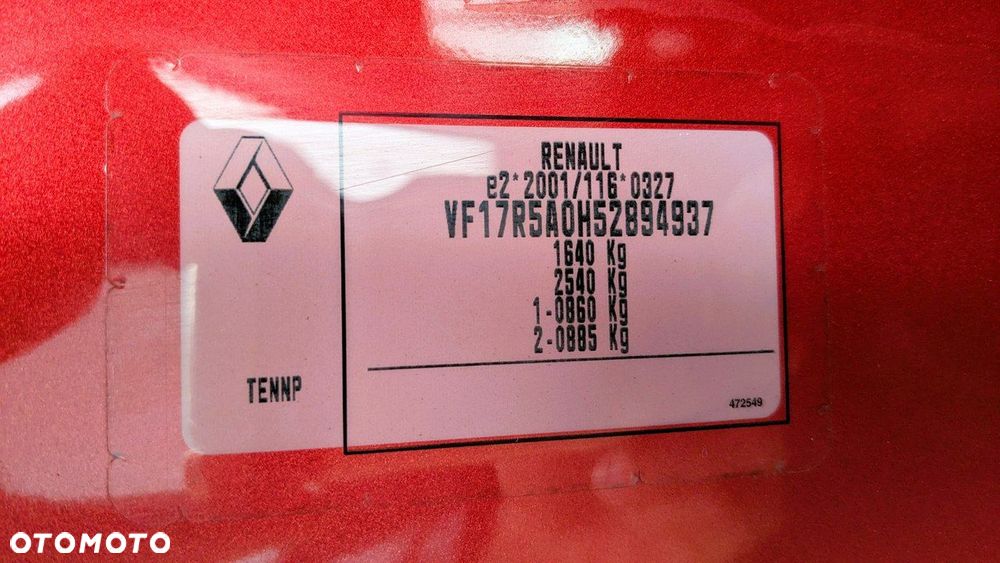 RENAULT
e2*2001/116*0327
VF17R5A0H52894937
1640 Kg
2540 Kg
1-0860 Kg
2-0885 Kg
TENNP
472549
OTOMOTO